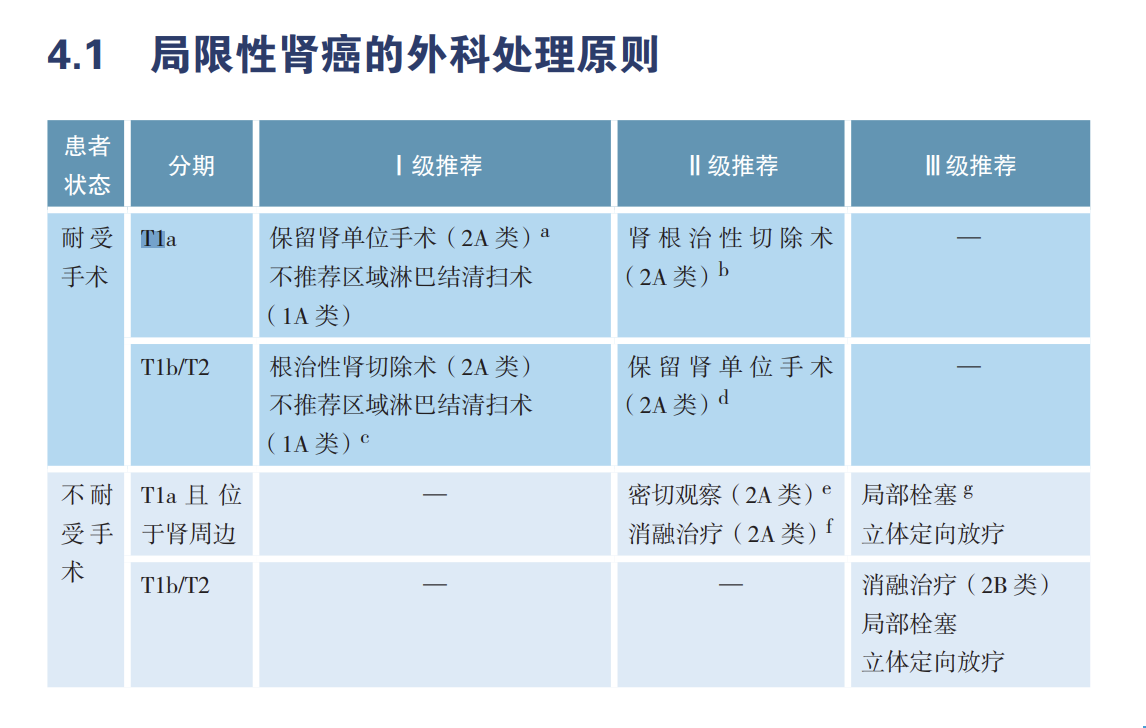 4.1 局限性肾癌的外科处理原则
患者
状态
分期
Ⅰ级推荐
Ⅱ级推荐
Ⅲ级推荐
耐受
手术
T1a
保留肾单位手术（2A 类）a
不推荐区域淋巴结清扫术
（1A 类）
肾根治性切除术
（2A 类）b
—
T1b/T2
根治性肾切除术（2A 类）
不推荐区域淋巴结清扫术
（1A 类）c
保留肾单位手术
（2A 类）d
—
不耐
受手
术
T1a 且位
于肾周边
—
密切观察（2A 类）e
消融治疗（2A 类）f
局部栓塞 g
立体定向放疗
T1b/T2
—
—
消融治疗（2B 类）
局部栓塞
立体定向放疗